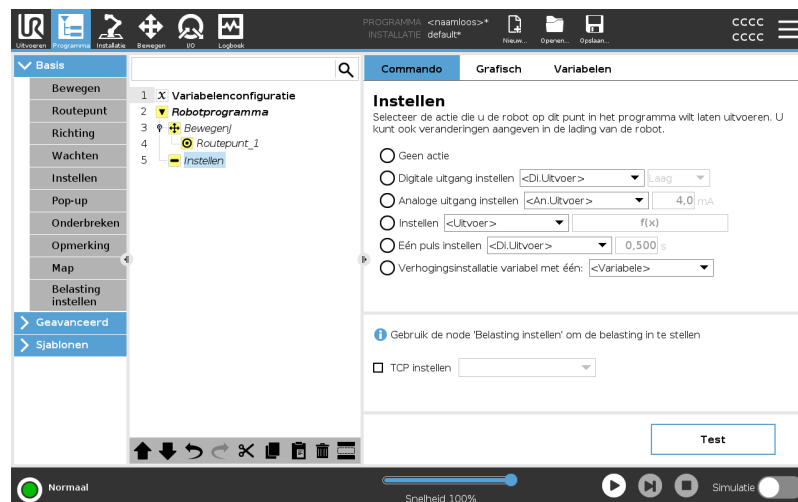 PROGRAMMA <naamloos>*
INSTALLATIE default*
Uitvoeren Programma Installatie Bewegen I/O Logboek Nieuw... Openen... Opslaan...
cccc
cccc
Basis
Bewegen
Routepunt
Richting
Wachten
Instellen
Pop-up
Onderbreken
Opmerking
Map
Belasting
instellen
Geavanceerd
Sjablonen
1 X Variabelenconfiguratie
2 Robotprogramma
3 BewegenJ
4 Routepunt_1
5 Instellen
Commando Grafisch Variabelen
Instellen
Selecteer de actie die u de robot op dit punt in het programma wilt laten uitvoeren. U
kunt ook veranderingen aangeven in de lading van de robot.
Geen actie
Digitale uitgang instellen <Di.Uitvoer> Laag
Analoge uitgang instellen <An.Uitvoer> 4,0 mA
Instellen <Uitvoer> f(x)
Eén puls instellen <Di.Uitvoer> 0,500 s
Verhogingsinstallatie variabel met één: <Variabele>
Gebruik de node 'Belasting instellen' om de belasting in te stellen
TCP instellen
Test
Normaal
Snelheid 100%
Simulatie